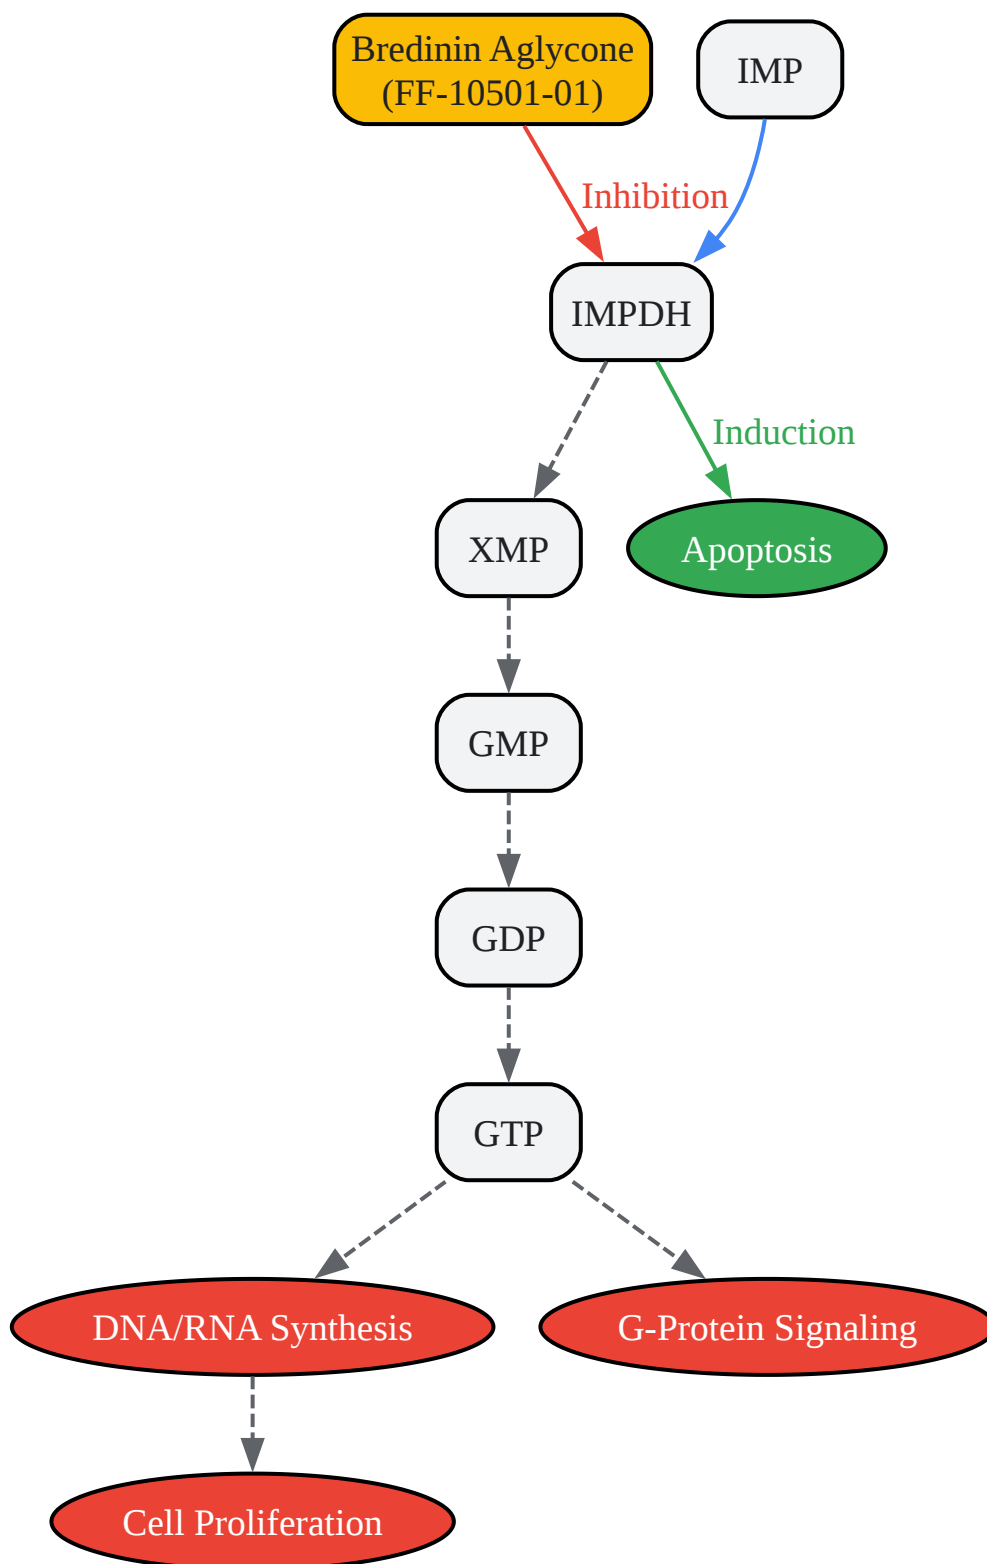 Bredinin Aglycone
(FF-10501-01)
IMP
Inhibition
IMPDH
Induction
XMP
Apoptosis
GMP
GDP
GTP
DNA/RNA Synthesis
G-Protein Signaling
Cell Proliferation